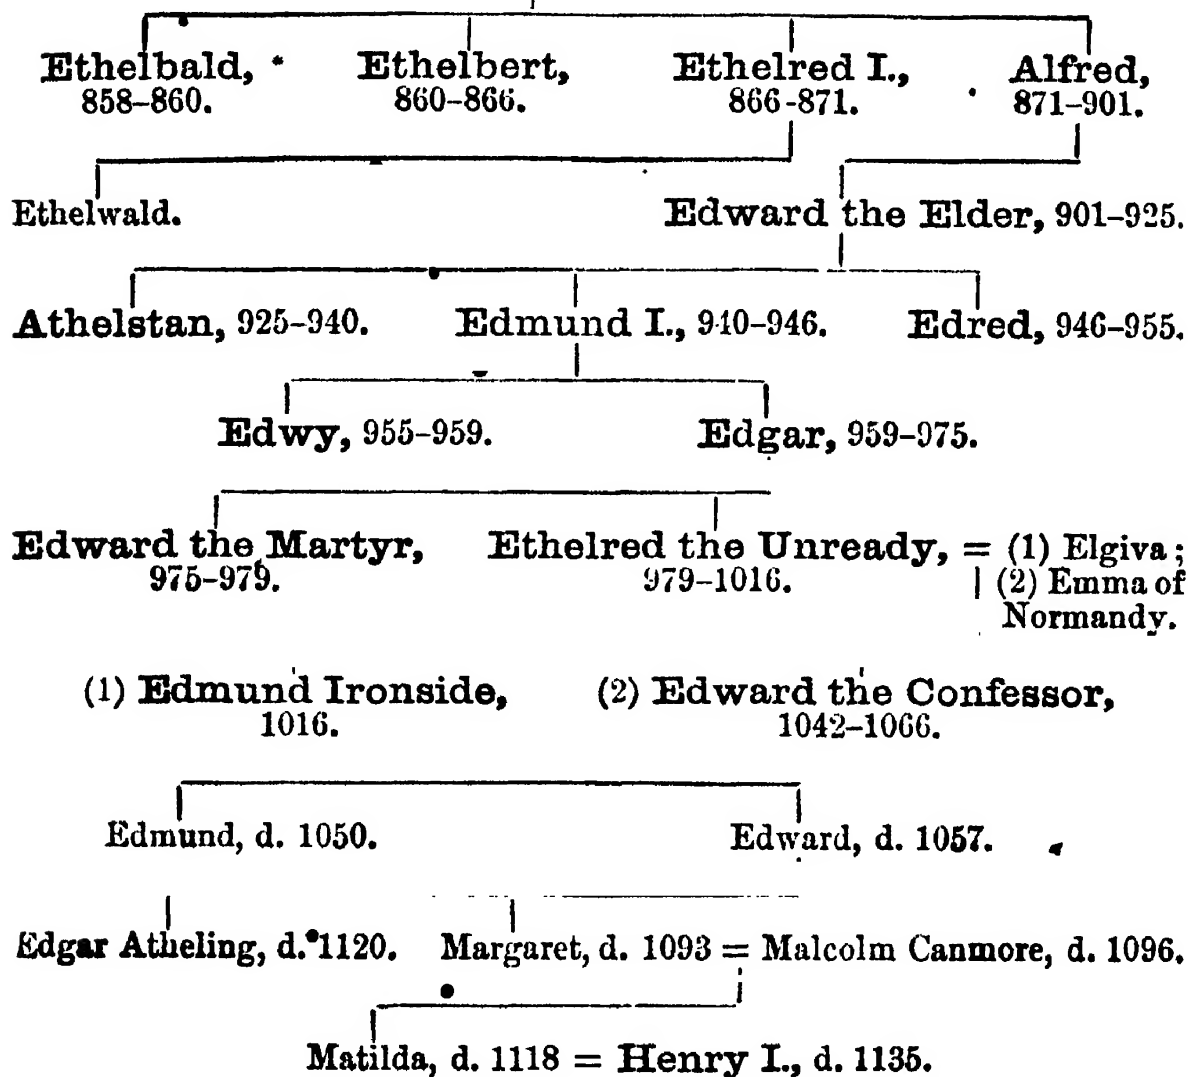 Ethelbald, Ethelbert, Ethelred I., Alfred,
858–860. 860–866. 866-871. 871–901.
Ethelwald. Edward the Elder, 901–925.
Athelstan, 925–940. Edmund I., 940–946. Edred, 946–955.
Edwy, 955–959. Edgar, 959–975.
Edward the Martyr, Ethelred the Unready, = (1) Elgiva;
975–979. 979–1016. (2) Emma of
Normandy.
(1) Edmund Ironside, (2) Edward the Confessor,
1016. 1042–1066.
Edmund, d. 1050. Edward, d. 1057.
Edgar Atheling, d. 1120. Margaret, d. 1093 = Malcolm Canmore, d. 1096.
Matilda, d. 1118 = Henry I., d. 1135.